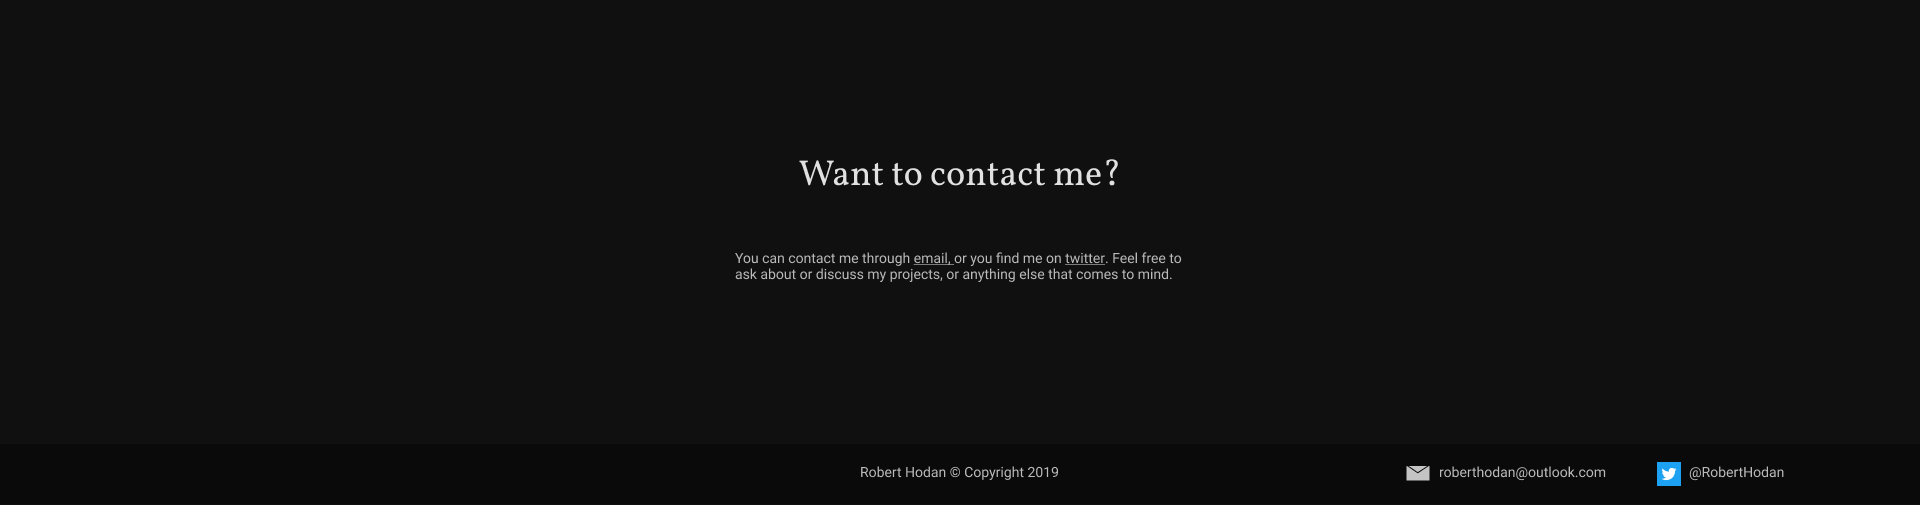 Want to contact me?
You can contact me through email, or you find me on twitter. Feel free to
ask about or discuss my projects, or anything else that comes to mind.
Robert Hodan © Copyright 2019
roberthodan@outlook.com
@RobertHodan